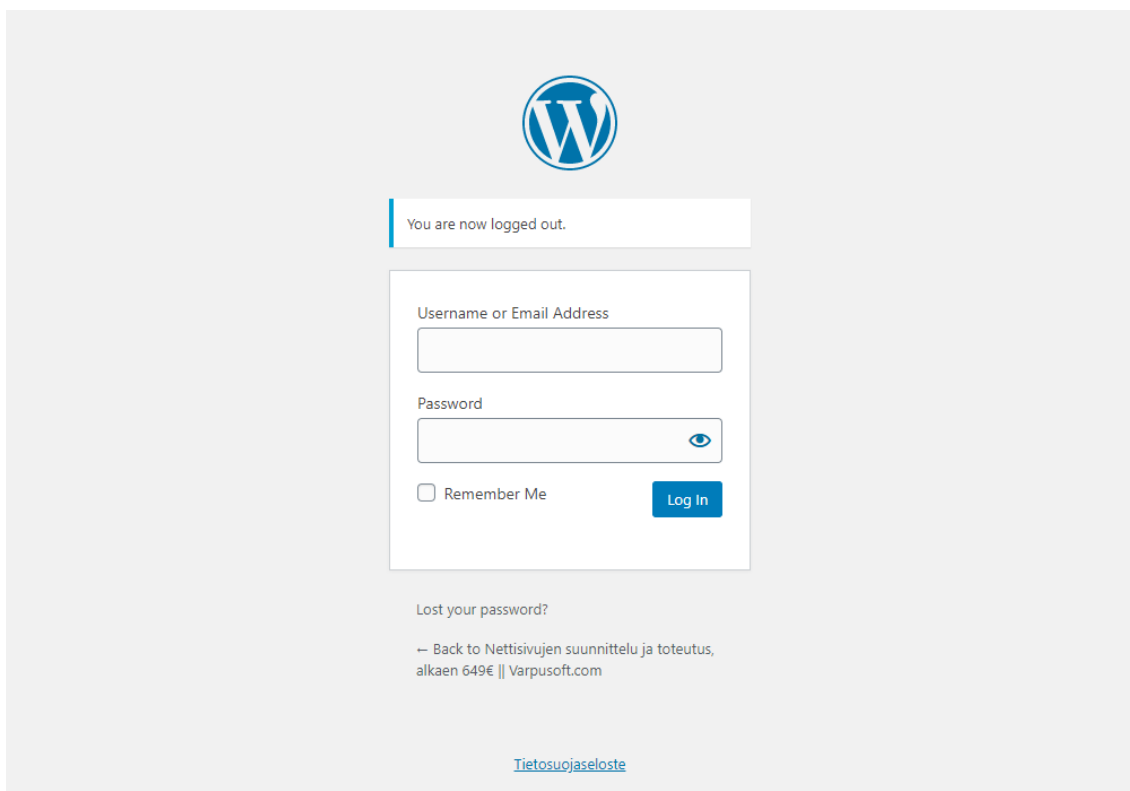 You are now logged out.
Username or Email Address
Password
Remember Me
Log In
Lost your password?
← Back to Nettisivujen suunnittelu ja toteutus,
alkaen 649€ || Varpusoft.com
Tietosuojaseloste